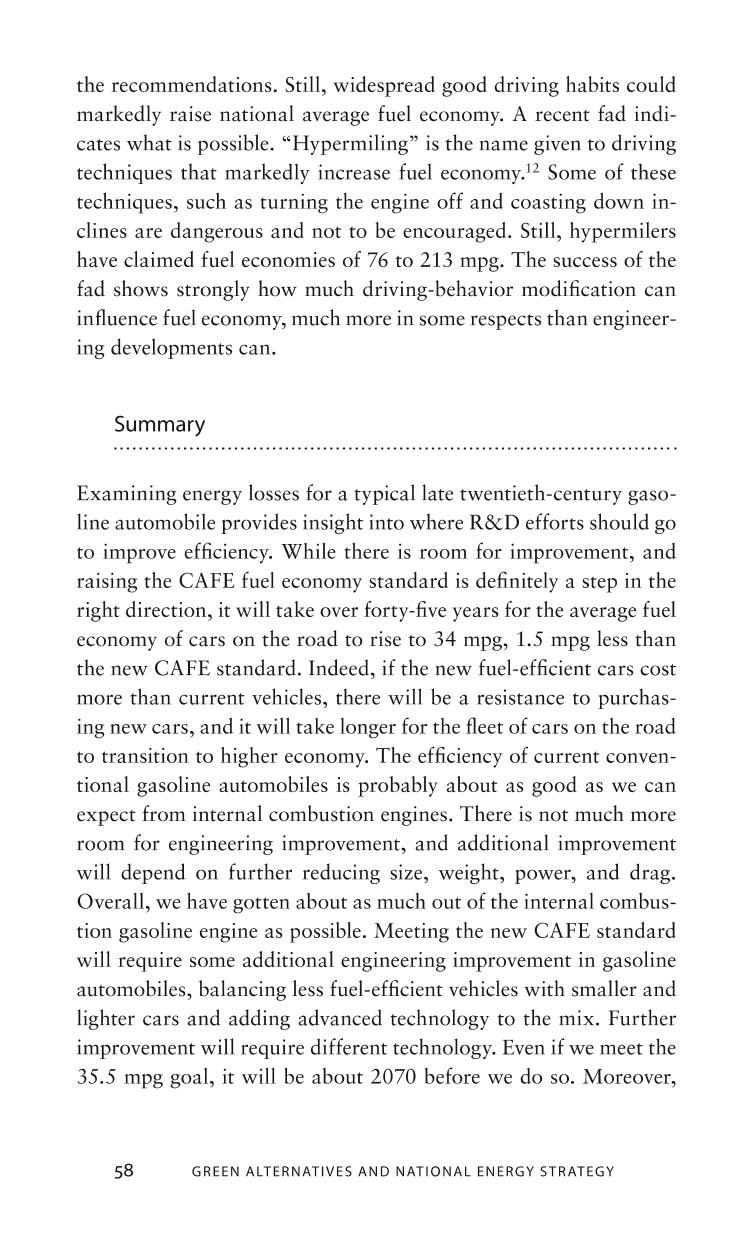 the recommendations. Still, widespread good driving habits could
markedly raise national average fuel economy. A recent fad indi-
cates what is possible. “Hypermiling” is the name given to driving
techniques that markedly increase fuel economy.12 Some of these
techniques, such as turning the engine off and coasting down in-
clines are dangerous and not to be encouraged. Still, hypermilers
have claimed fuel economies of 76 to 213 mpg. The success of the
fad shows strongly how much driving-behavior modification can
influence fuel economy, much more in some respects than engineer-
ing developments can.
Summary
Examining energy losses for a typical late twentieth-century gaso-
line automobile provides insight into where R&D efforts should go
to improve efficiency. While there is room for improvement, and
raising the CAFE fuel economy standard is definitely a step in the
right direction, it will take over forty-five years for the average fuel
economy of cars on the road to rise to 34 mpg, 1.5 mpg less than
the new CAFE standard. Indeed, if the new fuel-efficient cars cost
more than current vehicles, there will be a resistance to purchas-
ing new cars, and it will take longer for the fleet of cars on the road
to transition to higher economy. The efficiency of current conven-
tional gasoline automobiles is probably about as good as we can
expect from internal combustion engines. There is not much more
room for engineering improvement, and additional improvement
will depend on further reducing size, weight, power, and drag.
Overall, we have gotten about as much out of the internal combus-
tion gasoline engine as possible. Meeting the new CAFE standard
will require some additional engineering improvement in gasoline
automobiles, balancing less fuel-efficient vehicles with smaller and
lighter cars and adding advanced technology to the mix. Further
improvement will require different technology. Even if we meet the
35.5 mpg goal, it will be about 2070 before we do so. Moreover,
58 GREEN ALTERNATIVES AND NATIONAL ENERGY STRATEGY